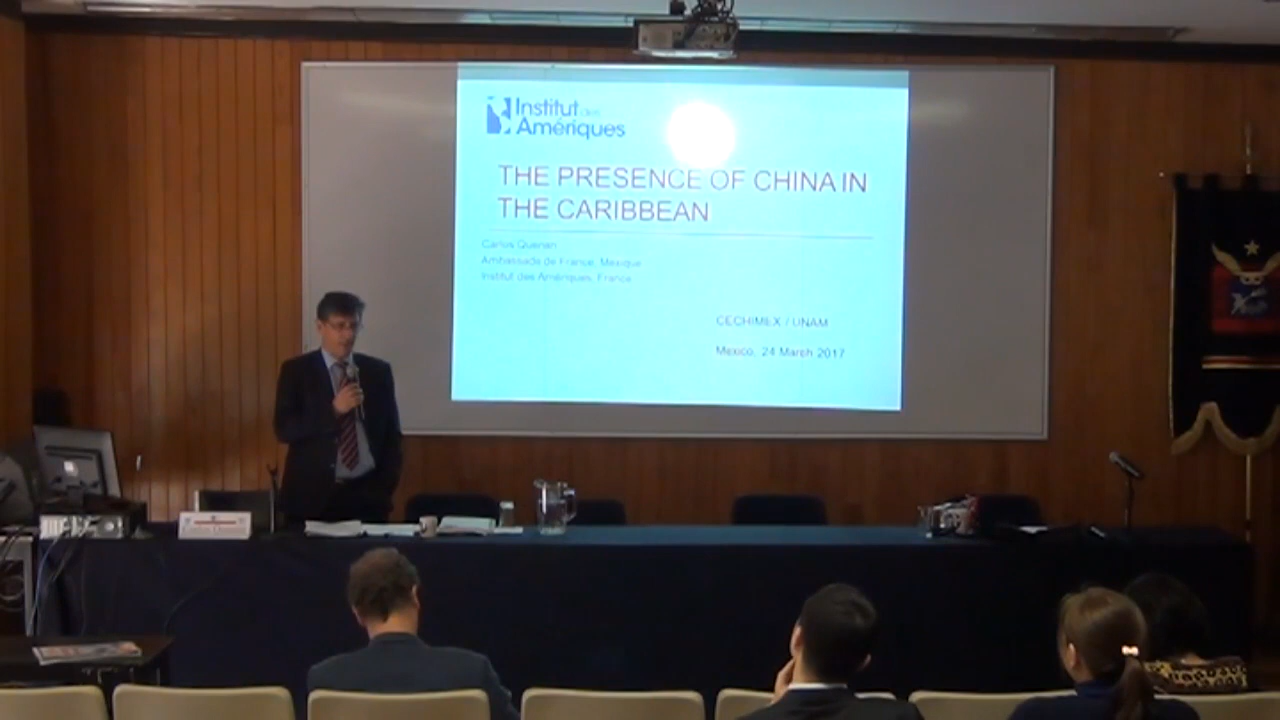 Institut des
Amériques
THE PRESENCE OF CHINA IN
THE CARIBBEAN
Carlos Quenan
Ambassade de France, Mexique
Institut des Amériques, France
CECHIMEX / UNAM
Mexico, 24 March 2017